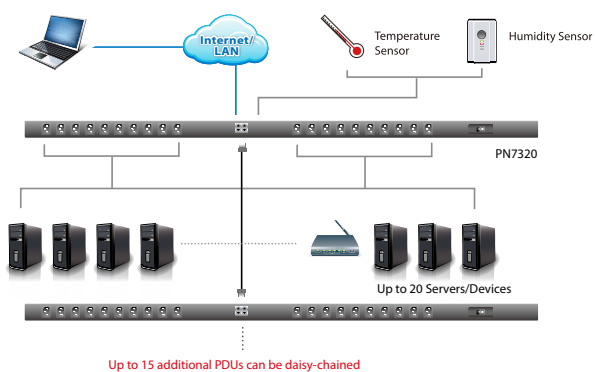 Internet/
LAN
Temperature
Sensor
Humidity Sensor
PN7320
Up to 20 Servers/Devices
Up to 15 additional PDUs can be daisy-chained